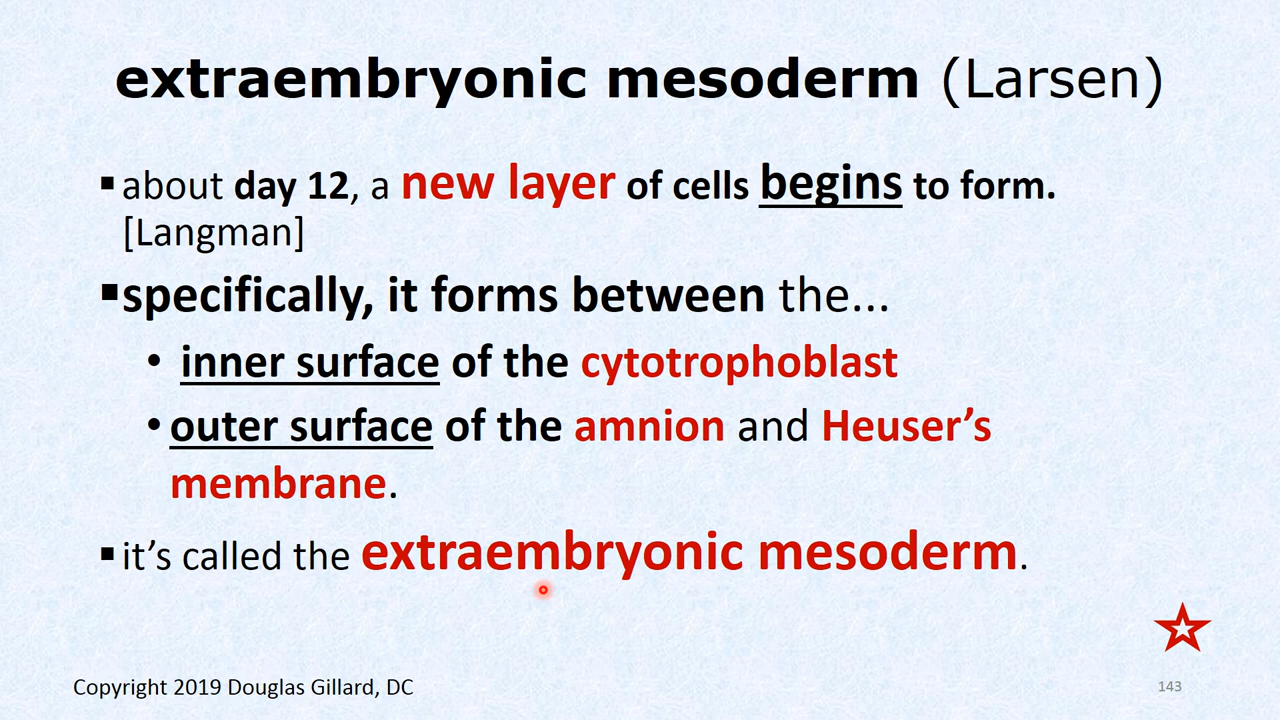 extraembryonic mesoderm (Larsen)
▪about day 12, a new layer of cells begins to form.
[Langman]
▪specifically, it forms between the...
• inner surface of the cytotrophoblast
•outer surface of the amnion and Heuser’s
membrane.
▪it’s called the extraembryonic mesoderm.
Copyright 2019 Douglas Gillard, DC
143